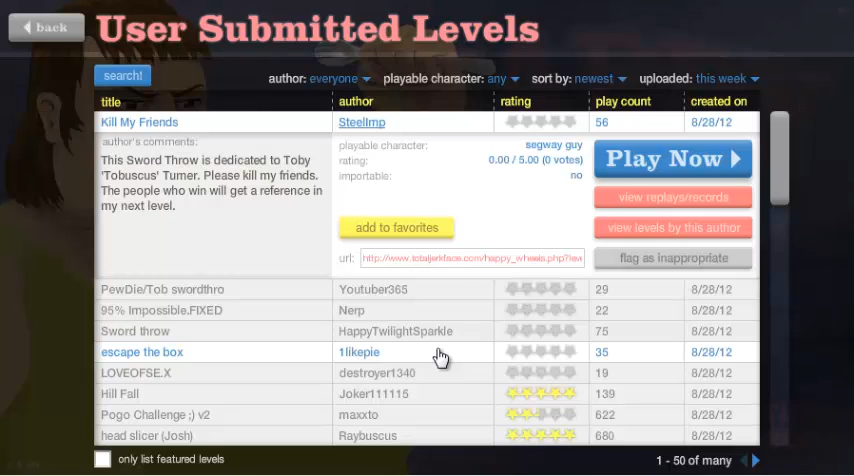 back
User Submitted Levels
search!
author: everyone playable character: any sort by: newest uploaded: this week
title author rating play count created on
Kill My Friends SteelImp 56 8/28/12
author's comments:
This Sword Throw is dedicated to Toby
'Tobuscus' Turner. Please kill my friends.
The people who win will get a reference in
my next level.
playable character: segway guy
rating: 0.00 / 5.00 (0 votes)
importable: no
add to favorites
url: http://www.totaljerkface.com/happy_wheels.php?leve
Play Now
view replays/records
view levels by this author
flag as inappropriate
PewDie/Tob swordthro Youtuber365 29 8/28/12
95% Impossible.FIXED Nerp 22 8/28/12
Sword throw HappyTwilightSparkle 75 8/28/12
escape the box 1likepie 35 8/28/12
LOVEOFSE.X destroyer1340 19 8/28/12
Hill Fall Joker111115 139 8/28/12
Pogo Challenge ;) v2 maxxto 622 8/28/12
head slicer (Josh) Raybuscus 680 8/28/12
only list featured levels 1 - 50 of many